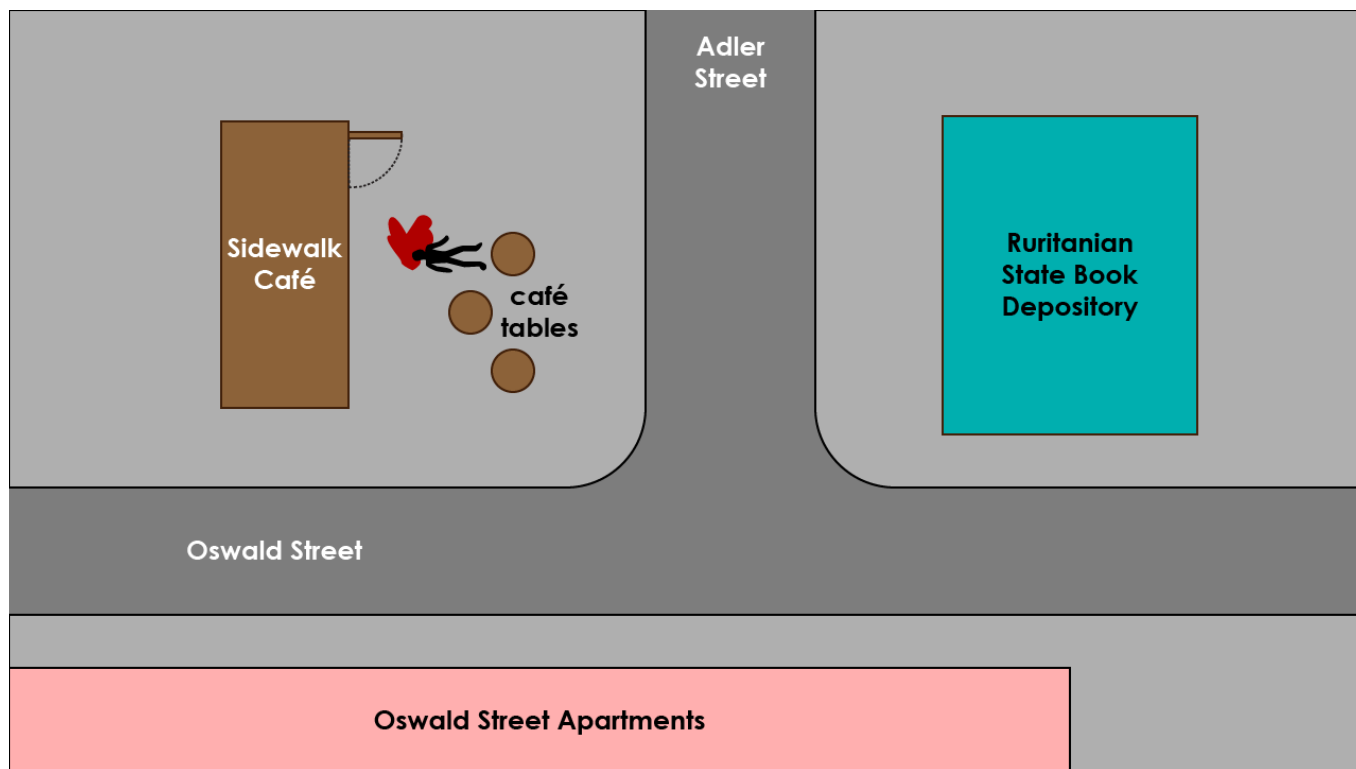 Adler
Street
Sidewalk
Café
café
tables
Ruritanian
State Book
Depository
Oswald Street
Oswald Street Apartments